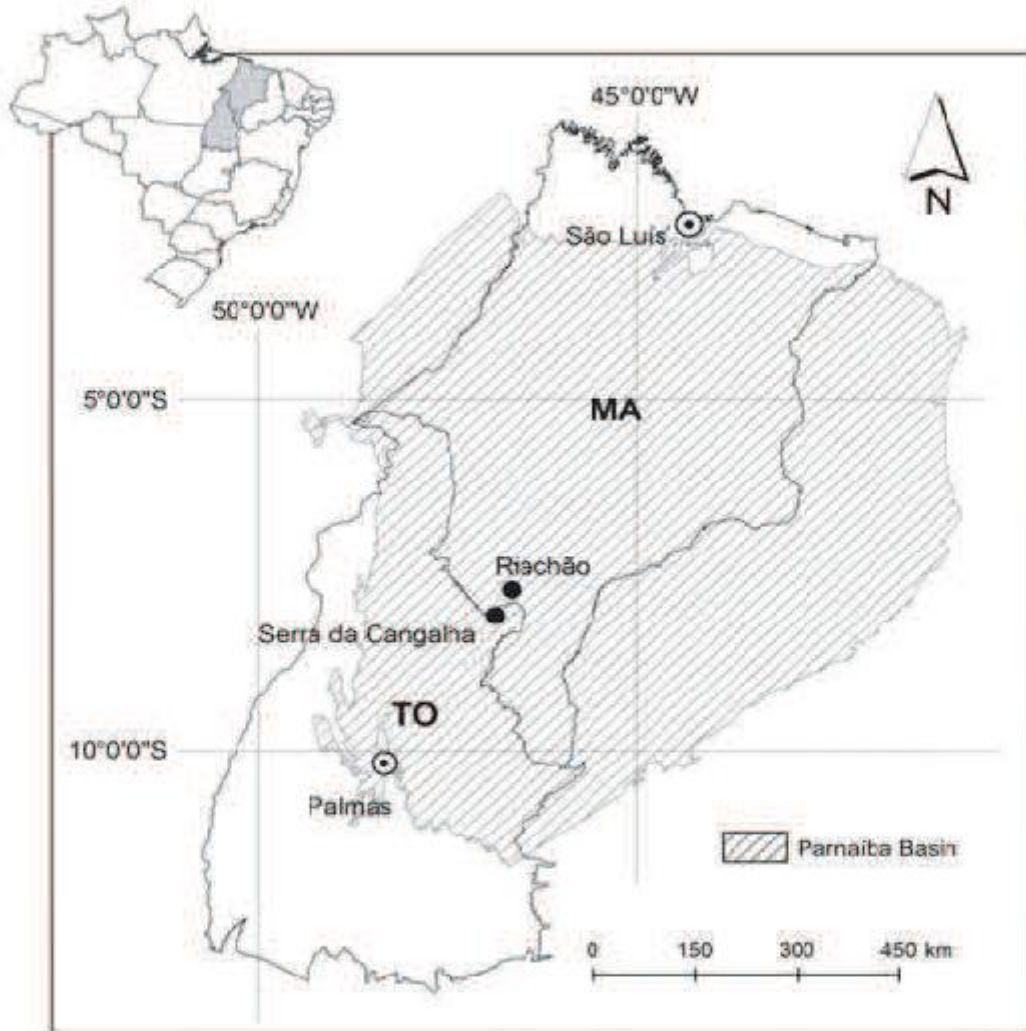 45°0'0"W
N
São Luís
50°0'0"W
5°0'0"S
MA
Riachão
Serra da Cangalha
TO
10°0'0"S
Palmas
Parnaíba Basin
0 150 300 450 km